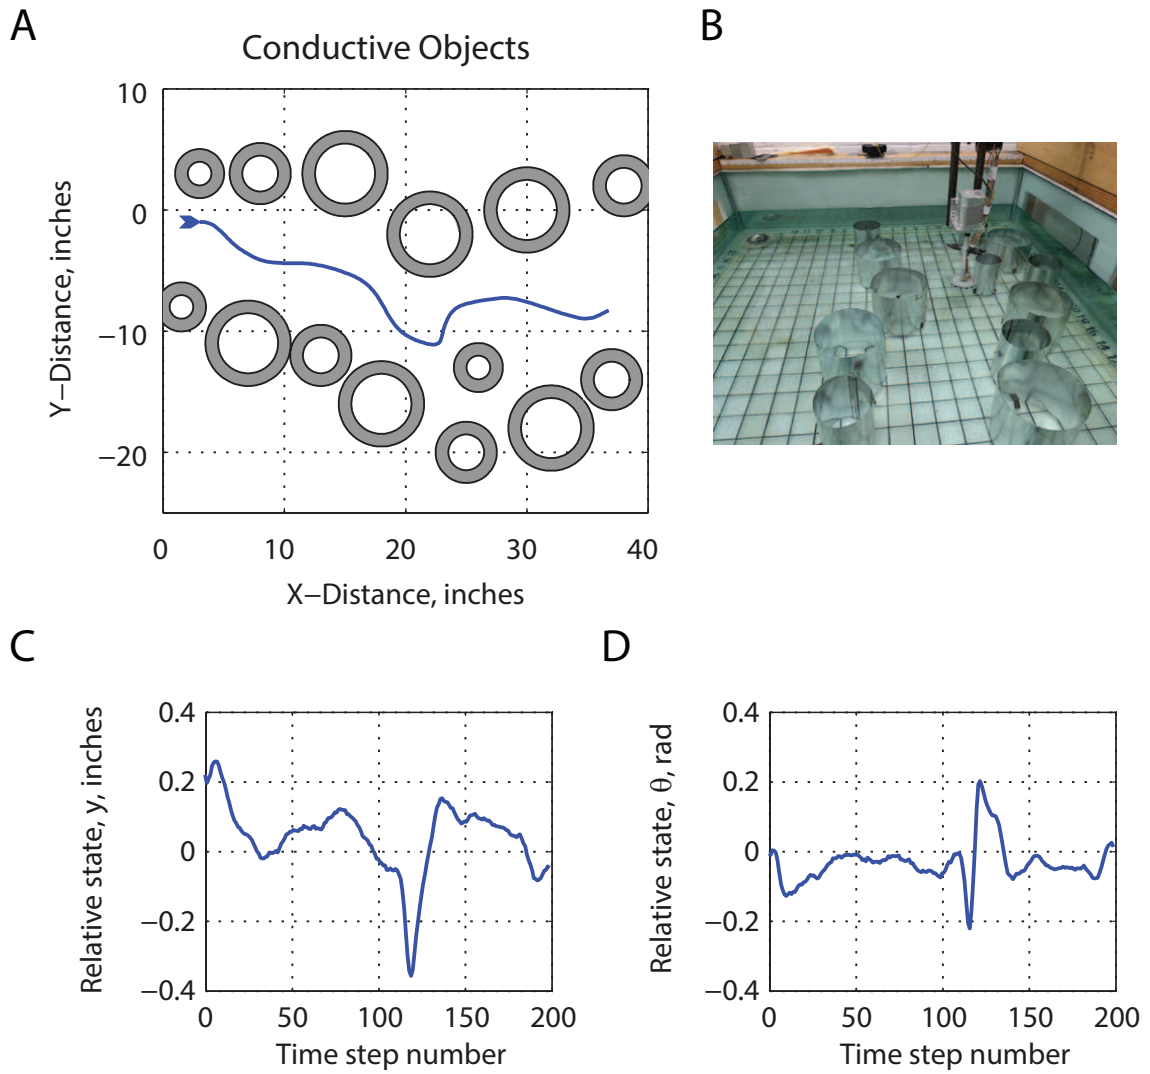 A
Conductive Objects
10
0
−10
−20
Y−Distance, inches
0
10
20
30
40
X−Distance, inches
B
C
0.4
0.2
0
−0.2
−0.4
Relative state, y, inches
0
50
100
150
200
Time step number
D
0.4
0.2
0
−0.2
−0.4
Relative state, θ, rad
0
50
100
150
200
Time step number